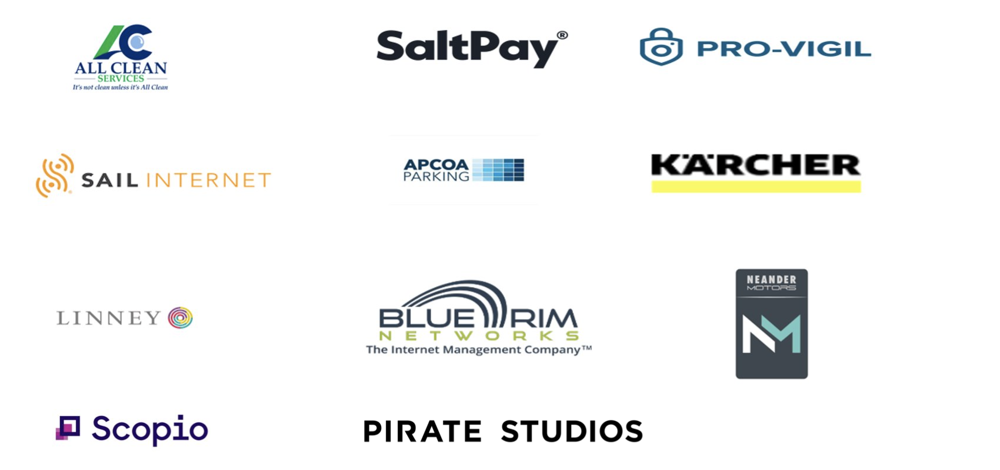 ALL CLEAN
SERVICES
It's not clean unless it's All Clean
SaltPay®
PRO-VIGIL
SAIL INTERNET
APCOA
PARKING
KÄRCHER
LINNEY
BLUE RIM
NETWORKS
The Internet Management Company™
NEANDER
MOTORS
NM
Scopio
PIRATE STUDIOS